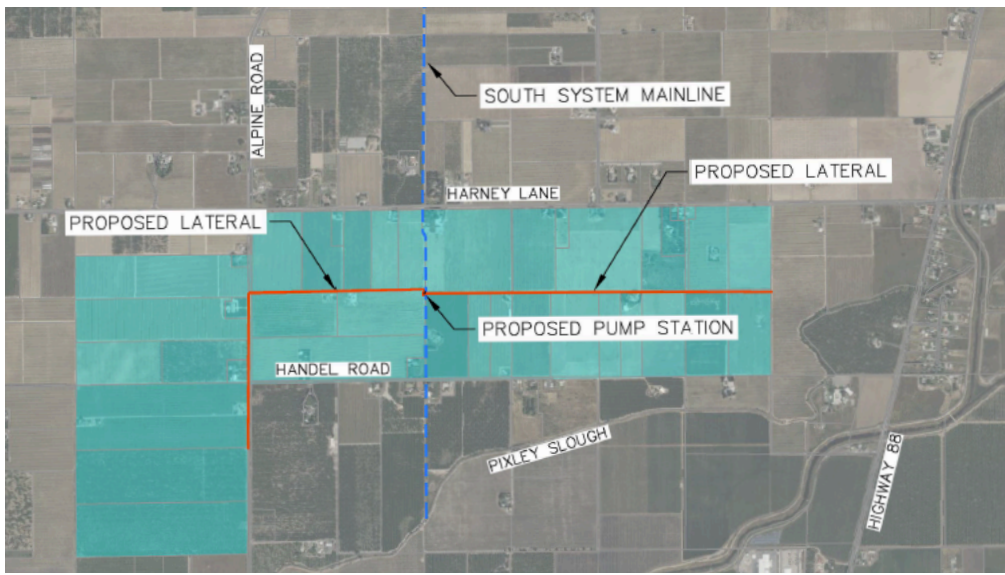 ALPINE ROAD
SOUTH SYSTEM MAINLINE
HARNEY LANE
PROPOSED LATERAL
PROPOSED LATERAL
PROPOSED PUMP STATION
HANDEL ROAD
PIXLEY SLOUGH
HIGHWAY 88